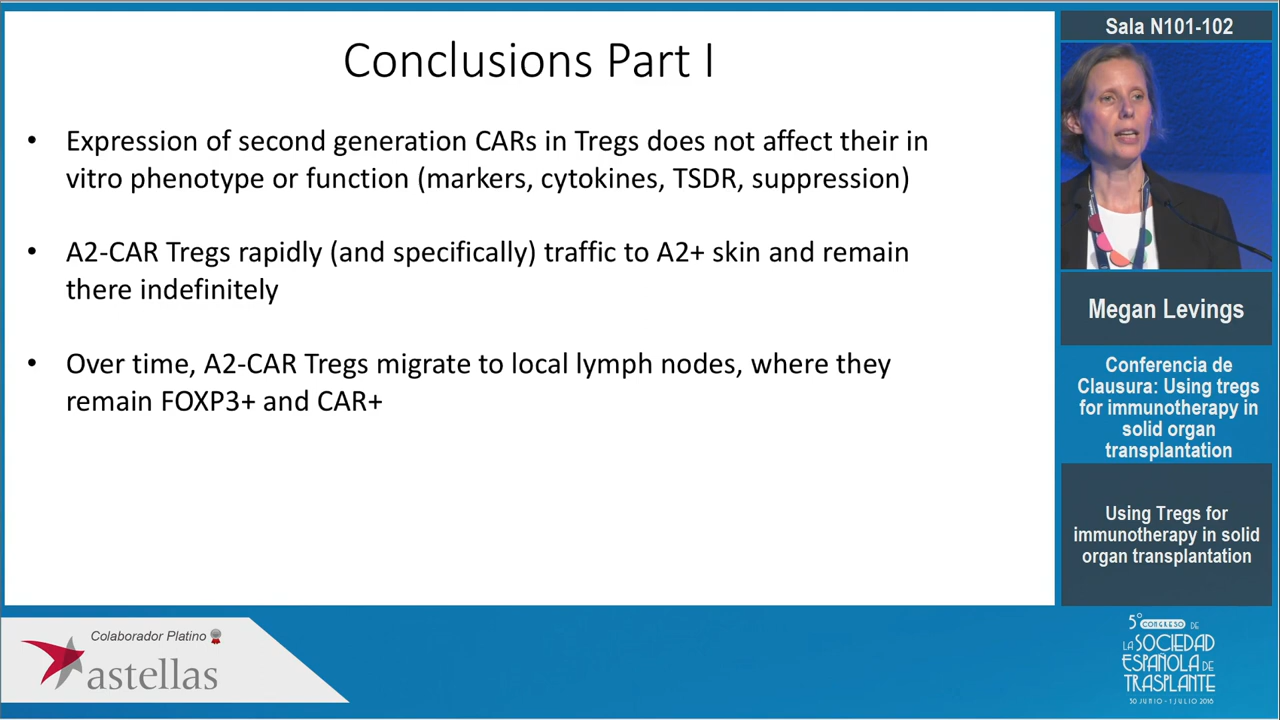 Conclusions Part I
• Expression of second generation CARs in Tregs does not affect their in
vitro phenotype or function (markers, cytokines, TSDR, suppression)
• A2-CAR Tregs rapidly (and specifically) traffic to A2+ skin and remain
there indefinitely
• Over time, A2-CAR Tregs migrate to local lymph nodes, where they
remain FOXP3+ and CAR+
Sala N101-102
Megan Levings
Conferencia de
Clausura: Using tregs
for immunotherapy in
solid organ
transplantation
Using Tregs for
immunotherapy in solid
organ transplantation
Colaborador Platino
astellas
5º CONGRESO DE
LA SOCIEDAD
ESPAÑOLA DE
TRASPLANTE
30 JUNIO - 1 JULIO 2018